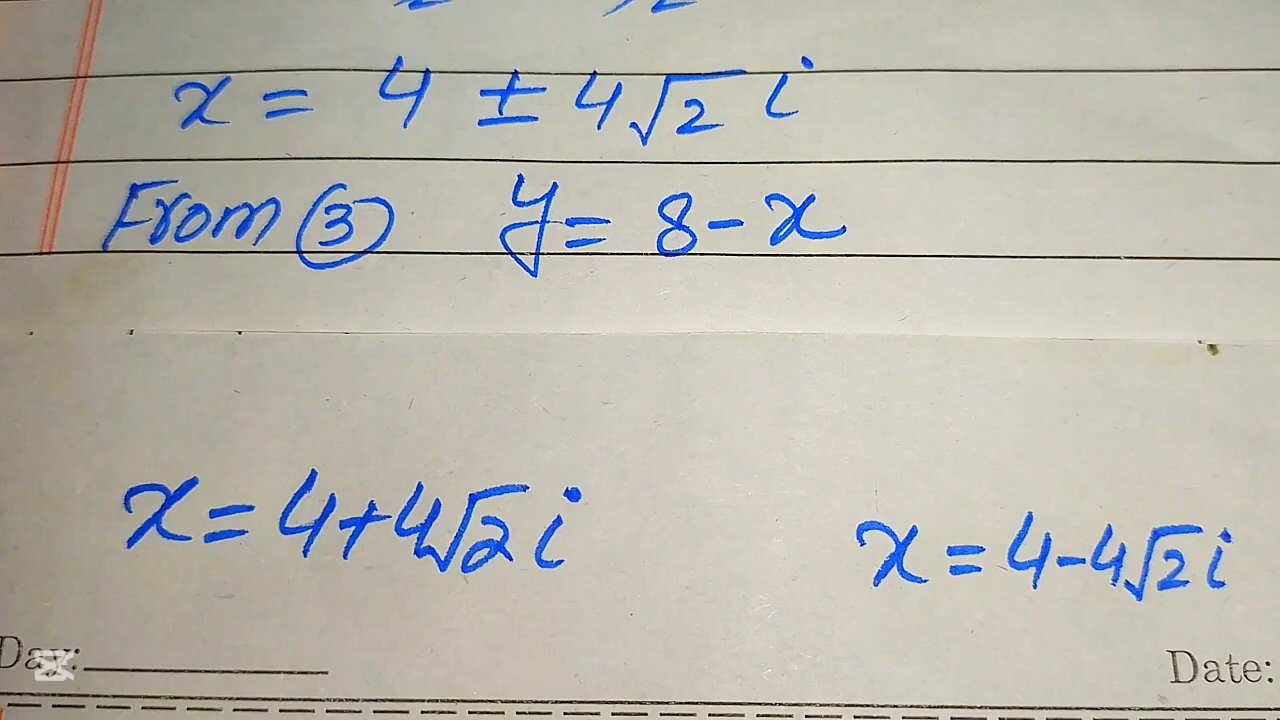 x = 4 ± 4√2 i
From ③ y = 8 - x
x = 4+4√2 i x = 4-4√2 i
Day: Date: